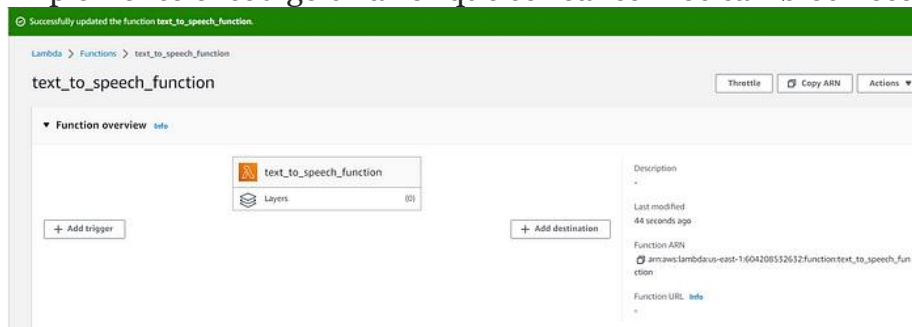 Successfully updated the function text_to_speech_function.
Lambda > Functions > text_to_speech_function
text_to_speech_function
Throttle Copy ARN Actions ▼
▼ Function overview Info
text_to_speech_function
Layers (0)
+ Add trigger
+ Add destination
Description
-
Last modified
44 seconds ago
Function ARN
arn:aws:lambda:us-east-1:604208532632:function:text_to_speech_fun
ction
Function URL Info
-